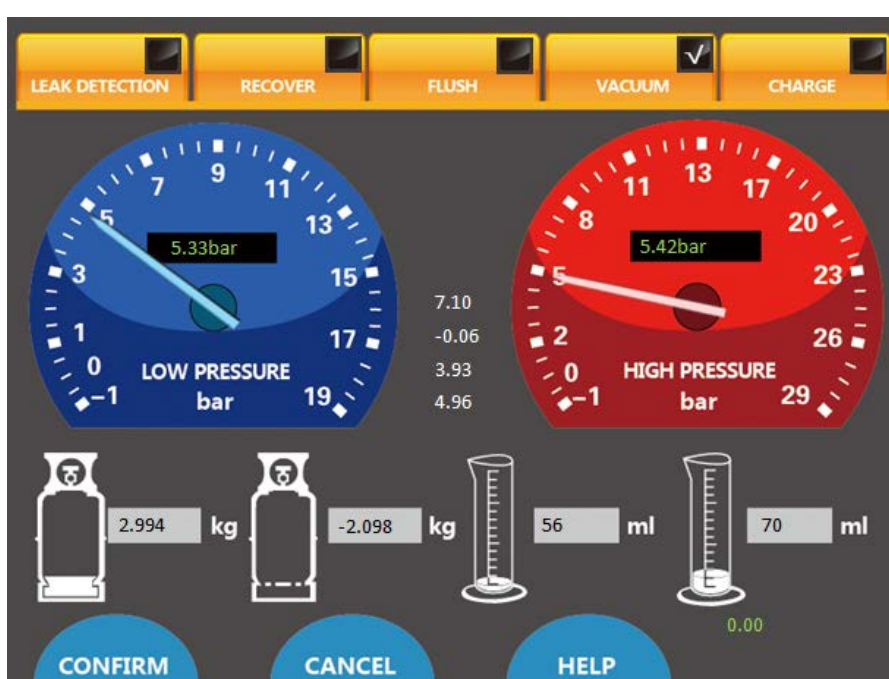 √
LEAK DETECTION RECOVER FLUSH VACUUM CHARGE
-1 0 1 3 5 7 9 11 13 15 17 19
5.33bar
LOW PRESSURE
bar
7.10
-0.06
3.93
4.96
-1 0 2 5 8 11 13 17 20 23 26 29
5.42bar
HIGH PRESSURE
bar
2.994 kg -2.098 kg 56 ml 70 ml
0.00
CONFIRM CANCEL HELP